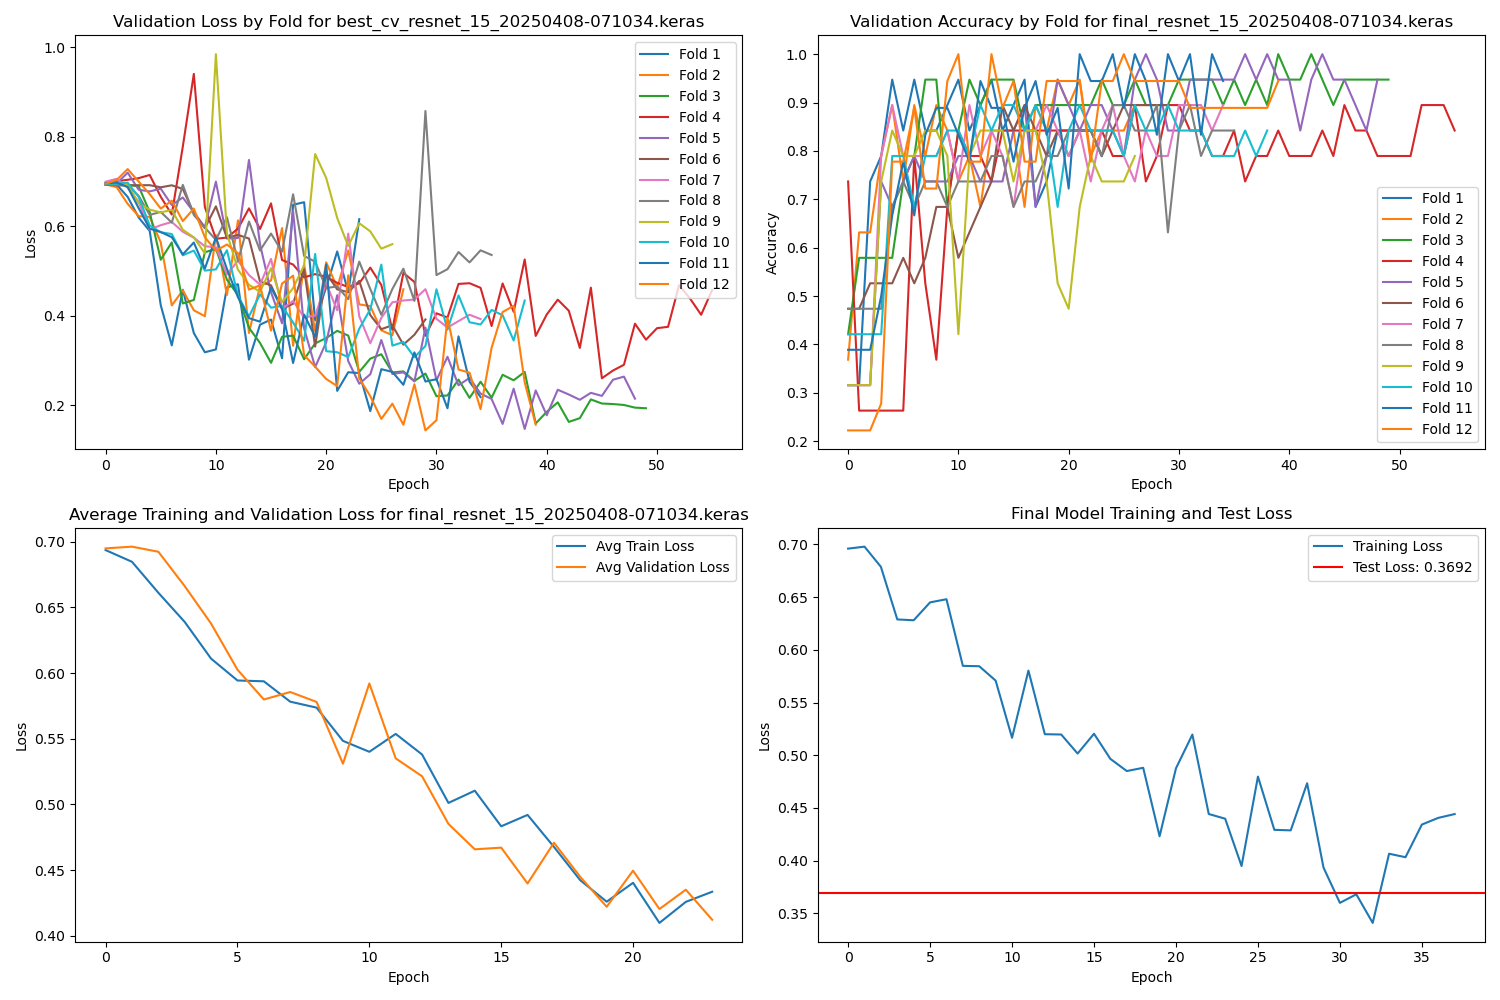 Validation Loss by Fold for best_cv_resnet_15_20250408-071034.keras
Loss
1.0
0.8
0.6
0.4
0.2
0 10 20 30 40 50
Epoch
Fold 1
Fold 2
Fold 3
Fold 4
Fold 5
Fold 6
Fold 7
Fold 8
Fold 9
Fold 10
Fold 11
Fold 12
Validation Accuracy by Fold for final_resnet_15_20250408-071034.keras
Accuracy
1.0
0.9
0.8
0.7
0.6
0.5
0.4
0.3
0.2
0 10 20 30 40 50
Epoch
Fold 1
Fold 2
Fold 3
Fold 4
Fold 5
Fold 6
Fold 7
Fold 8
Fold 9
Fold 10
Fold 11
Fold 12
Average Training and Validation Loss for final_resnet_15_20250408-071034.keras
Loss
0.70
0.65
0.60
0.55
0.50
0.45
0.40
0 5 10 15 20
Epoch
Avg Train Loss
Avg Validation Loss
Final Model Training and Test Loss
Loss
0.70
0.65
0.60
0.55
0.50
0.45
0.40
0.35
0 5 10 15 20 25 30 35
Epoch
Training Loss
Test Loss: 0.3692